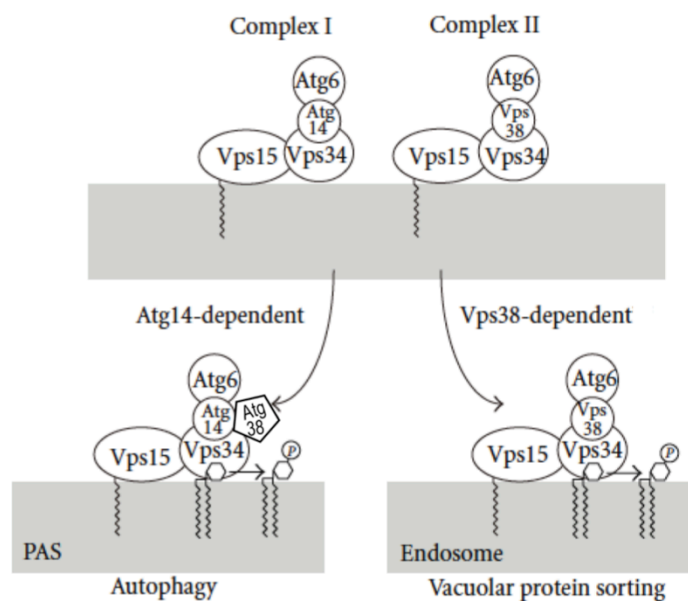 Complex I
Complex II
Atg6
Atg
14
Vps15
Vps34
Atg6
Vps
38
Vps15
Vps34
Atg14-dependent
Vps38-dependent
Atg6
Atg
14
Atg
38
Vps15
Vps34
P
PAS
Autophagy
Atg6
Vps
38
Vps15
Vps34
P
Endosome
Vacuolar protein sorting